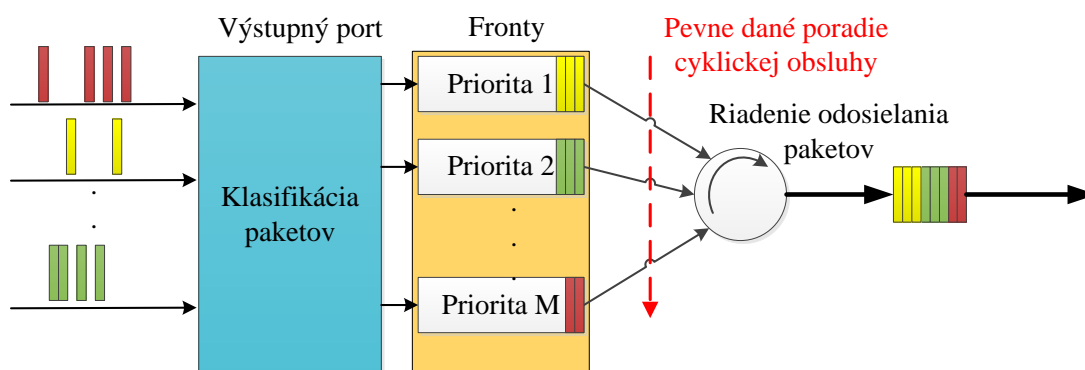 Výstupný port
Fronty
Pevne dané poradie
cyklickej obsluhy
Klasifikácia
paketov
Priorita 1
Priorita 2
Priorita M
Riadenie odosielania
paketov